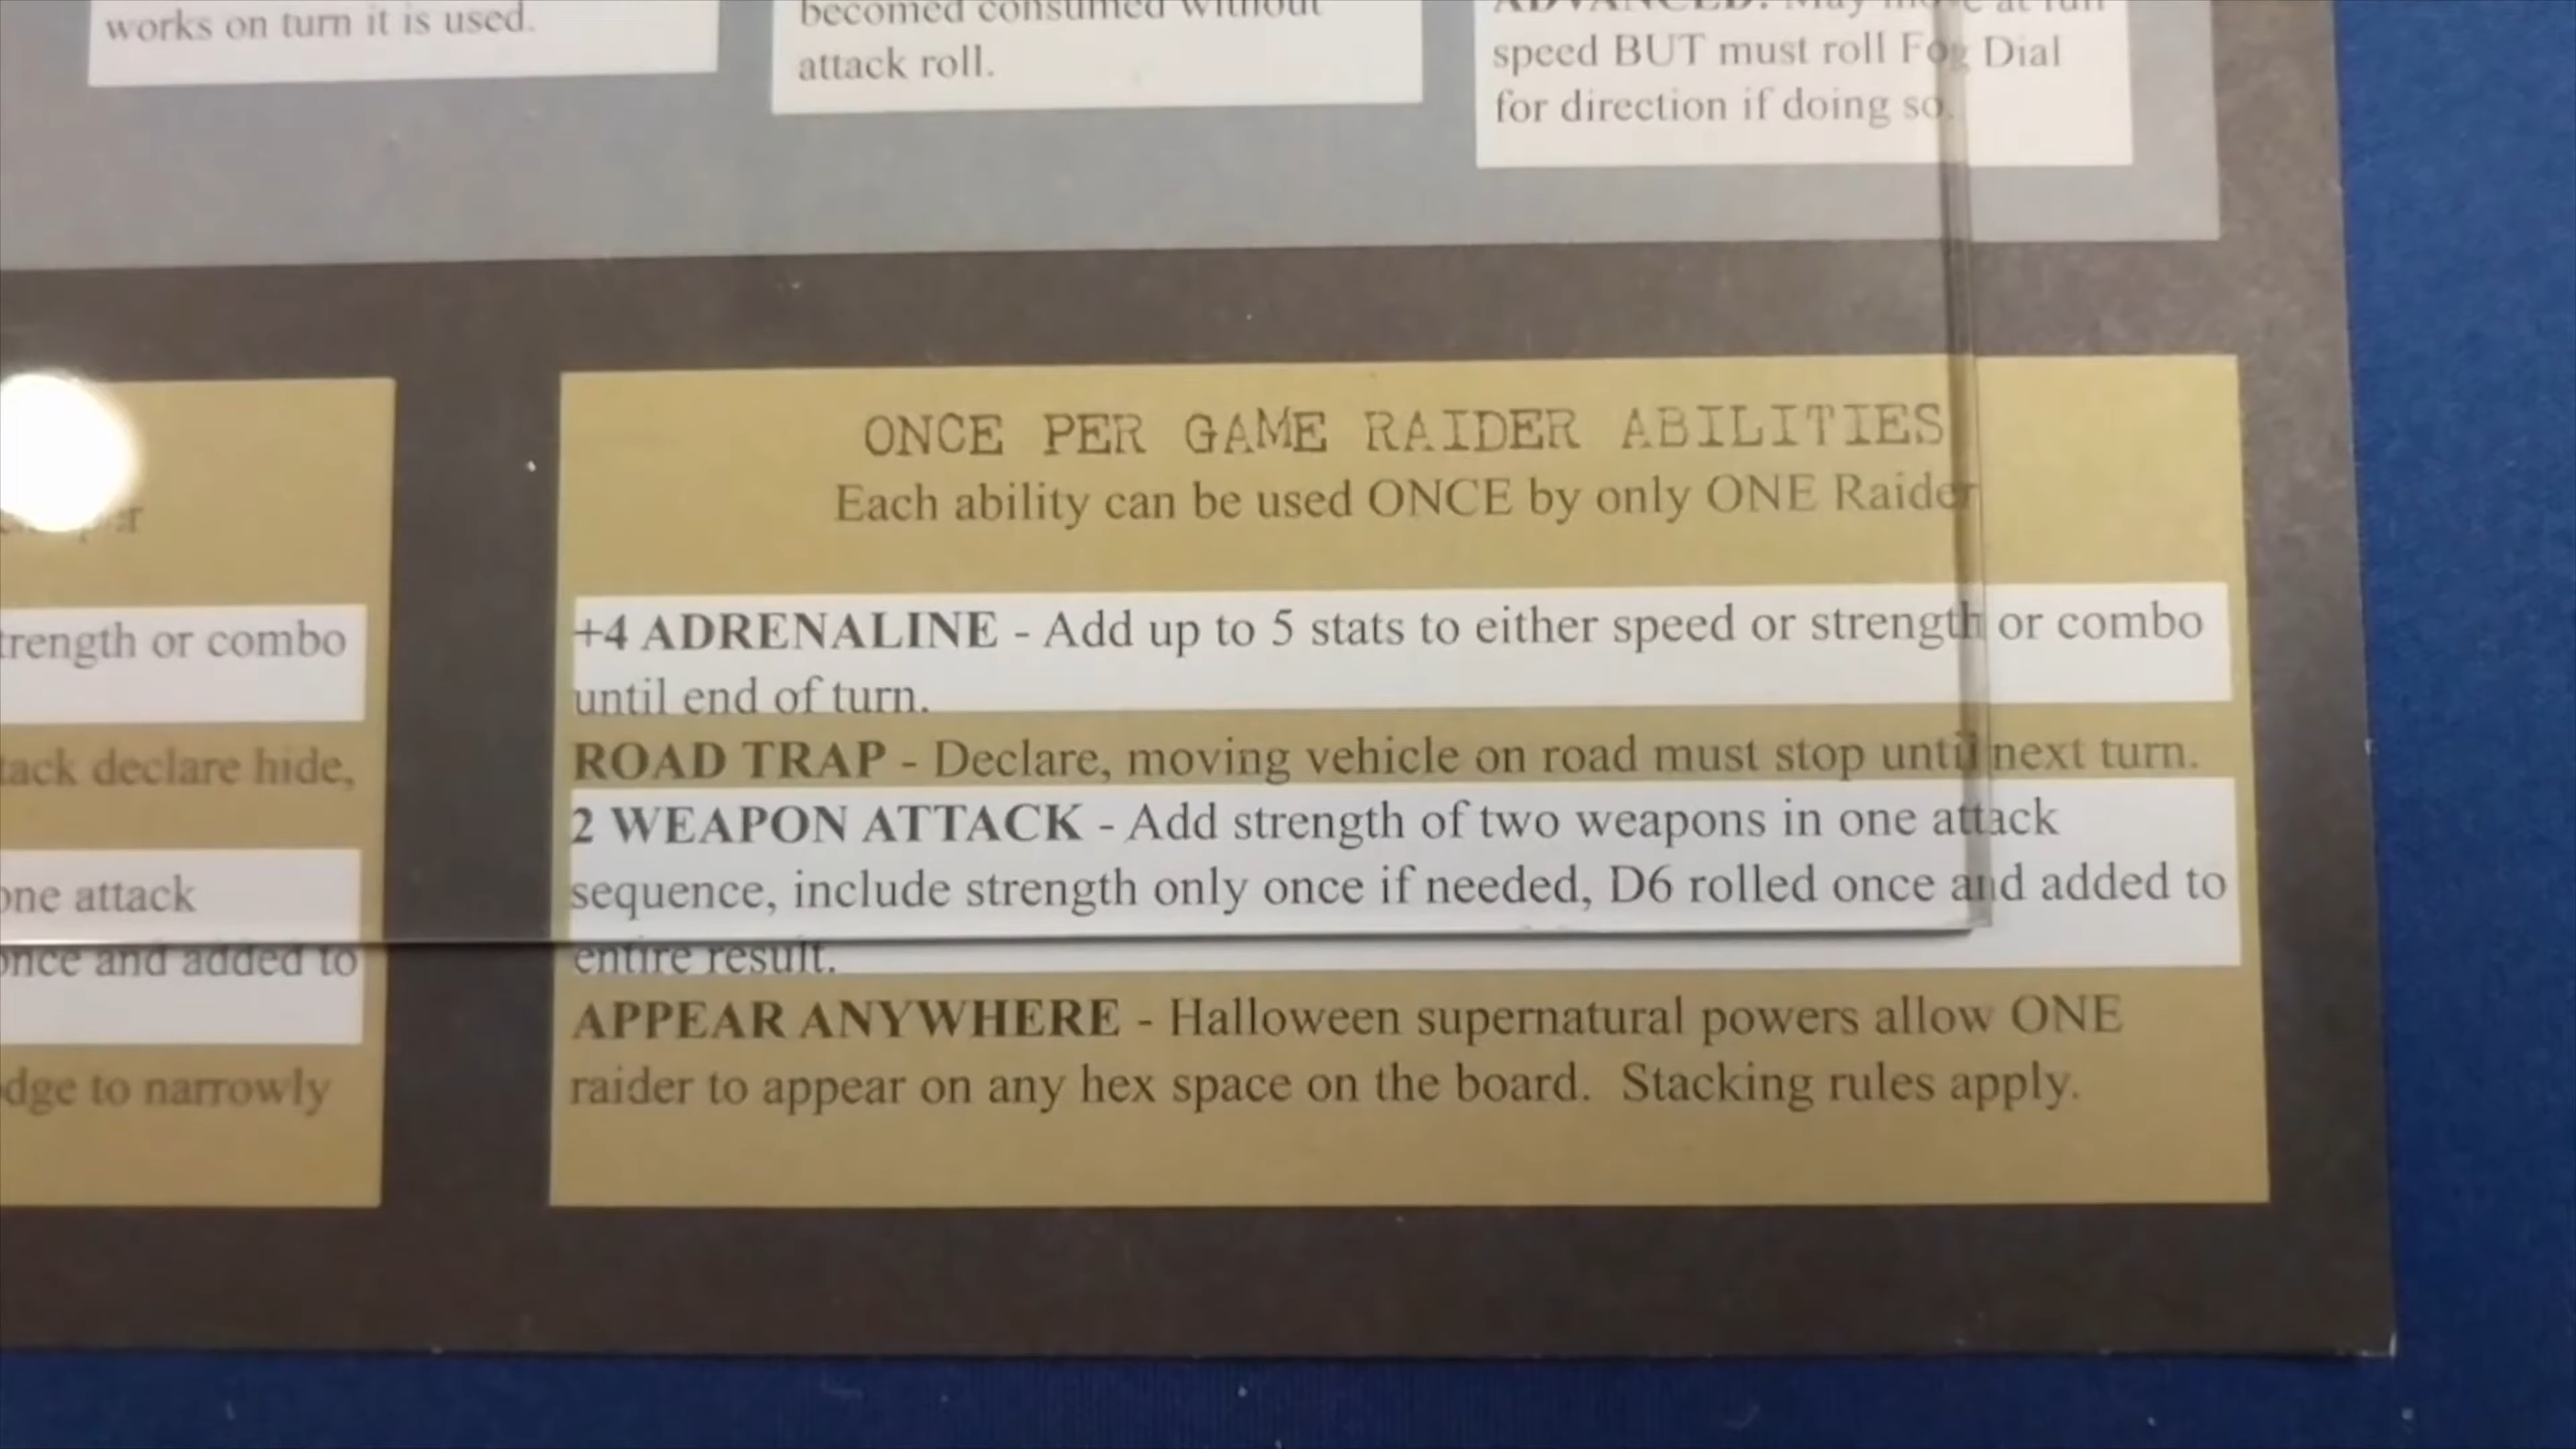 works on turn it is used.
becomed consumed without
attack roll.
ADVANCED: May move at full
speed BUT must roll Fog Dial
for direction if doing so.
trength or combo
tack declare hide,
one attack
once and added to
dge to narrowly
ONCE PER GAME RAIDER ABILITIES
Each ability can be used ONCE by only ONE Raider
+4 ADRENALINE - Add up to 5 stats to either speed or strength or combo
until end of turn.
ROAD TRAP - Declare, moving vehicle on road must stop until next turn.
2 WEAPON ATTACK - Add strength of two weapons in one attack
sequence, include strength only once if needed, D6 rolled once and added to
entire result.
APPEAR ANYWHERE - Halloween supernatural powers allow ONE
raider to appear on any hex space on the board. Stacking rules apply.